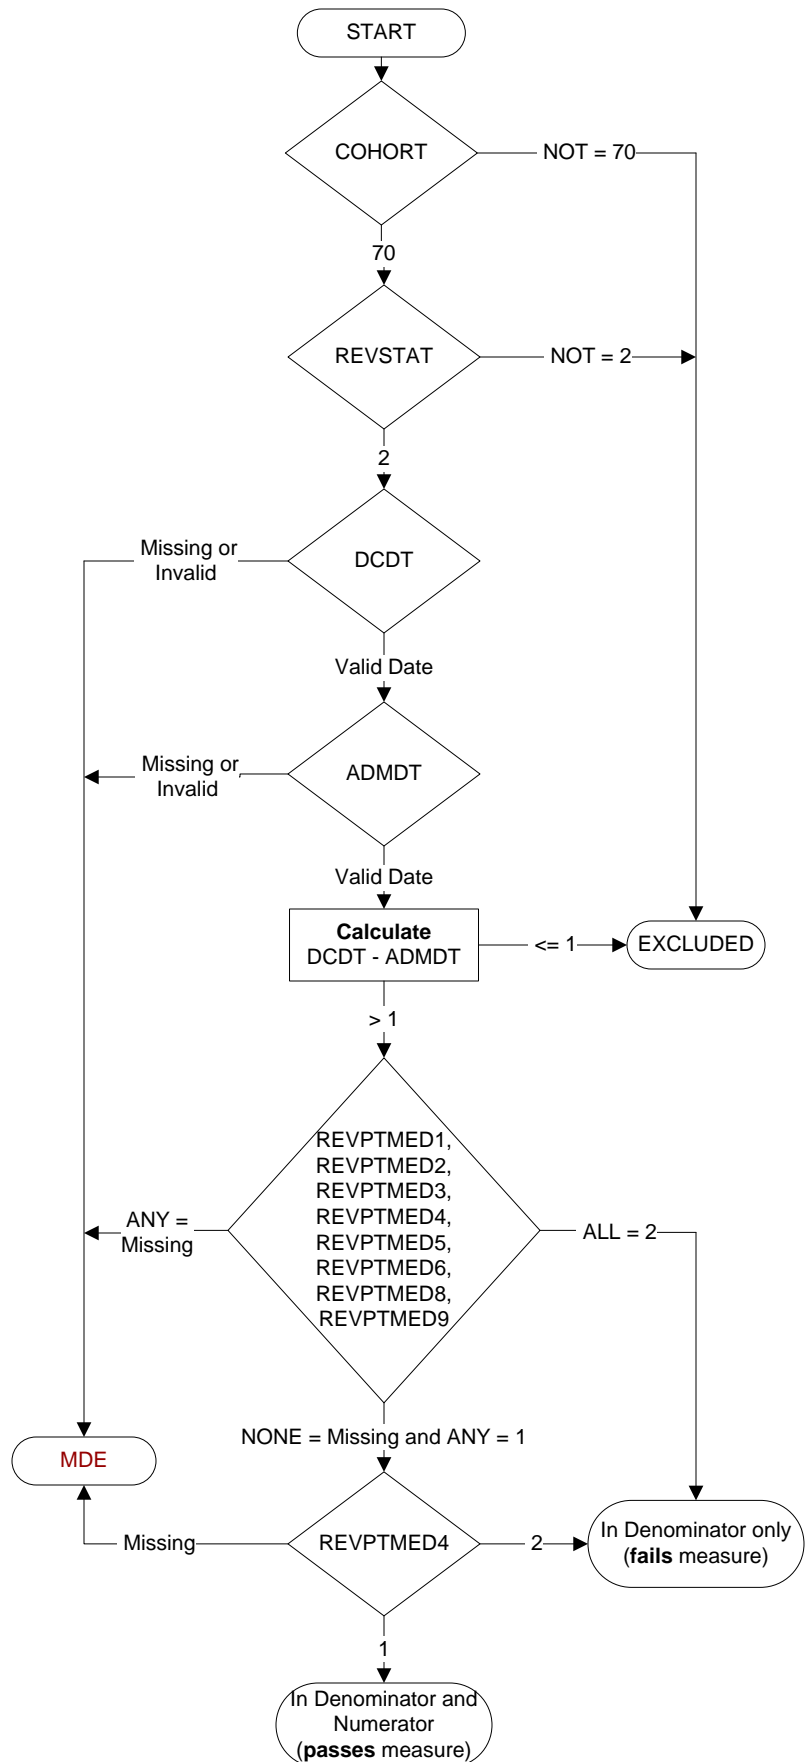 START
COHORT
NOT = 70
70
REVSTAT
NOT = 2
2
Missing or
Invalid
DCDT
Valid Date
Missing or
Invalid
ADMDT
Valid Date
Calculate
DCDT - ADMDT
<= 1
EXCLUDED
> 1
REVPTMED1,
REVPTMED2,
REVPTMED3,
REVPTMED4,
REVPTMED5,
REVPTMED6,
REVPTMED8,
REVPTMED9
ANY =
Missing
ALL = 2
NONE = Missing and ANY = 1
MDE
Missing
REVPTMED4
2
In Denominator only
(fails measure)
1
In Denominator and
Numerator
(passes measure)